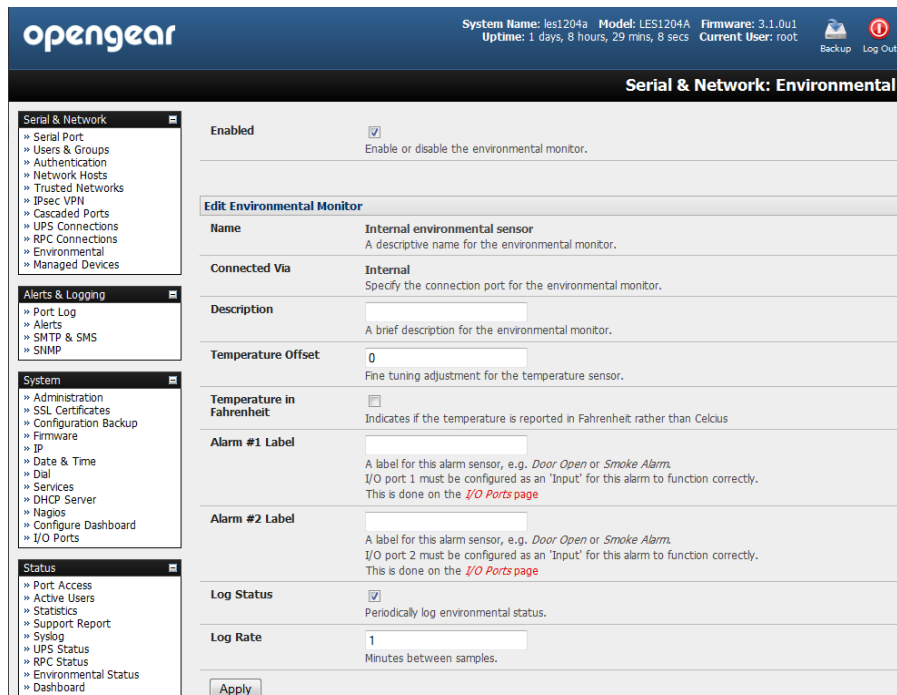 opengear
System Name: les1204a Model: LES1204A Firmware: 3.1.0u1
Uptime: 1 days, 8 hours, 29 mins, 8 secs Current User: root
Backup
Log Out
Serial & Network: Environmental
Serial & Network
» Serial Port
» Users & Groups
» Authentication
» Network Hosts
» Trusted Networks
» IPsec VPN
» Cascaded Ports
» UPS Connections
» RPC Connections
» Environmental
» Managed Devices
Alerts & Logging
» Port Log
» Alerts
» SMTP & SMS
» SNMP
System
» Administration
» SSL Certificates
» Configuration Backup
» Firmware
» IP
» Date & Time
» Dial
» Services
» DHCP Server
» Nagios
» Configure Dashboard
» I/O Ports
Status
» Port Access
» Active Users
» Statistics
» Support Report
» Syslog
» UPS Status
» RPC Status
» Environmental Status
» Dashboard
Enabled
Enable or disable the environmental monitor.
Edit Environmental Monitor
Name
Internal environmental sensor
A descriptive name for the environmental monitor.
Connected Via
Internal
Specify the connection port for the environmental monitor.
Description
A brief description for the environmental monitor.
Temperature Offset
0
Fine tuning adjustment for the temperature sensor.
Temperature in
Fahrenheit
Indicates if the temperature is reported in Fahrenheit rather than Celcius
Alarm #1 Label
A label for this alarm sensor, e.g. Door Open or Smoke Alarm.
I/O port 1 must be configured as an 'Input' for this alarm to function correctly.
This is done on the I/O Ports page
Alarm #2 Label
A label for this alarm sensor, e.g. Door Open or Smoke Alarm.
I/O port 2 must be configured as an 'Input' for this alarm to function correctly.
This is done on the I/O Ports page
Log Status
Periodically log environmental status.
Log Rate
1
Minutes between samples.
Apply